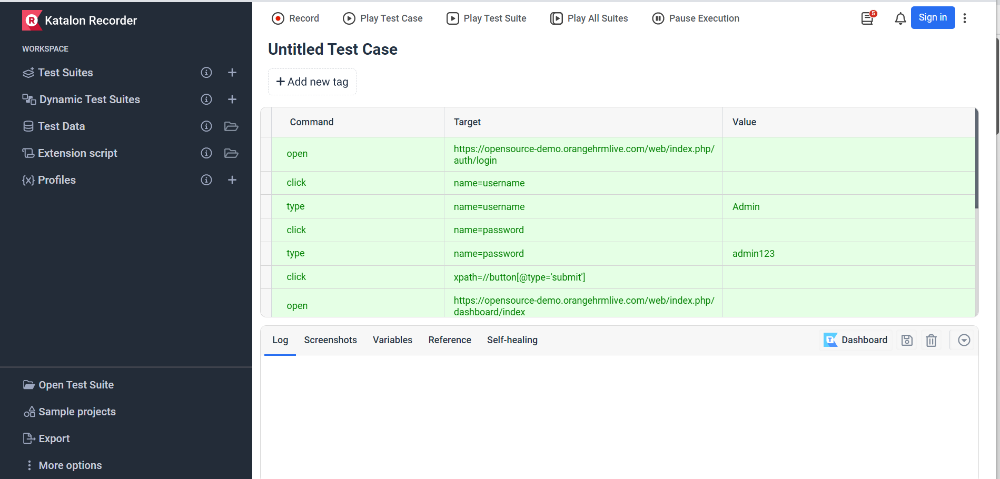 Katalon Recorder
WORKSPACE
Test Suites
Dynamic Test Suites
Test Data
Extension script
Profiles
Open Test Suite
Sample projects
Export
More options
Record
Play Test Case
Play Test Suite
Play All Suites
Pause Execution
5
Sign in
Untitled Test Case
+ Add new tag
Command Target Value
open https://opensource-demo.orangehrmlive.com/web/index.php/
auth/login
click name=username
type name=username Admin
click name=password
type name=password admin123
click xpath=//button[@type='submit']
open https://opensource-demo.orangehrmlive.com/web/index.php/
dashboard/index
Log Screenshots Variables Reference Self-healing Dashboard